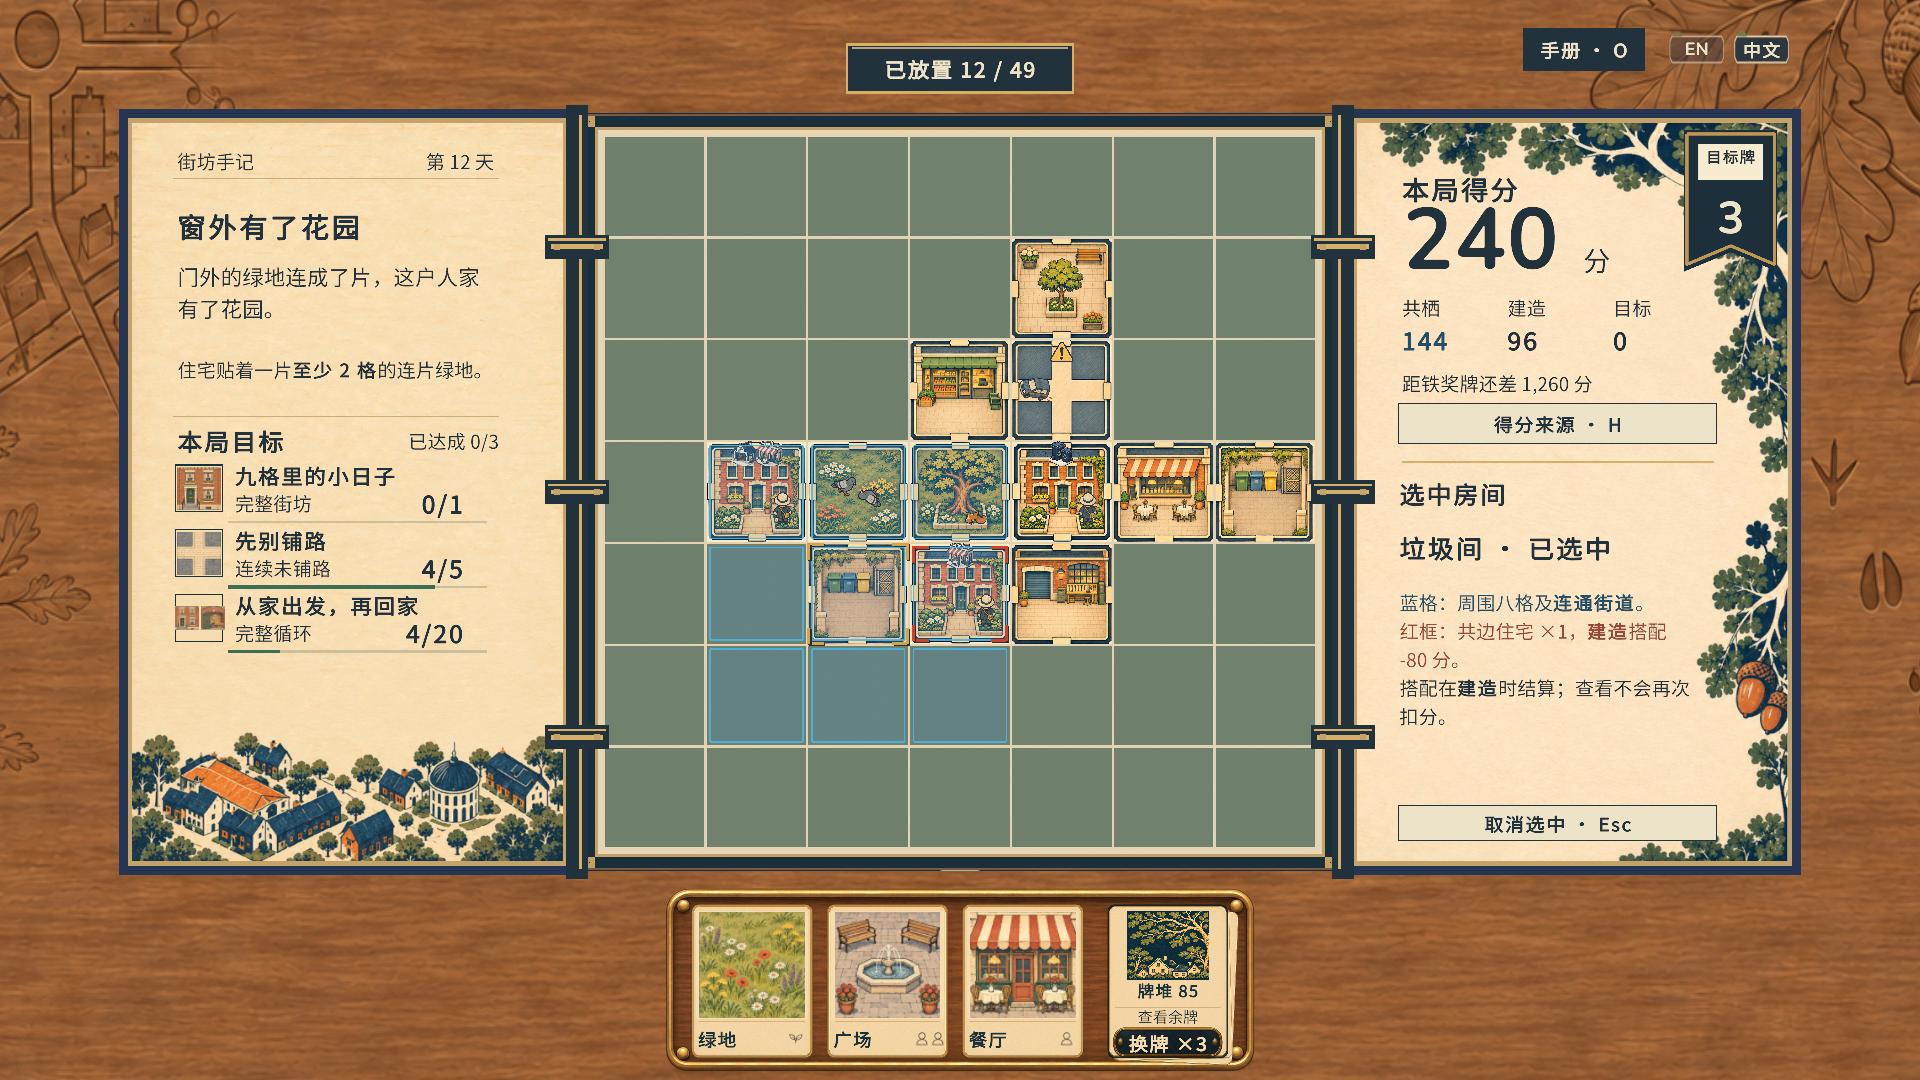 已放置 12 / 49
手册 · O
EN
中文
街坊手记
第 12 天
窗外有了花园
门外的绿地连成了片，这户人家
有了花园。
住宅贴着一片至少 2 格的连片绿地。
本局目标
已达成 0/3
九格里的小日子
完整街坊
0/1
先别铺路
连续未铺路
4/5
从家出发，再回家
完整循环
4/20
目标牌
3
本局得分
240 分
共栖
建造
目标
144
96
0
距铁奖牌还差 1,260 分
得分来源 · H
选中房间
垃圾间 · 已选中
蓝格：周围八格及连通街道。
红框：共边住宅 ×1，建造搭配
-80 分。
搭配在建造时结算；查看不会再次
扣分。
取消选中 · Esc
绿地
广场
餐厅
牌堆 85
查看余牌
换牌 ×3